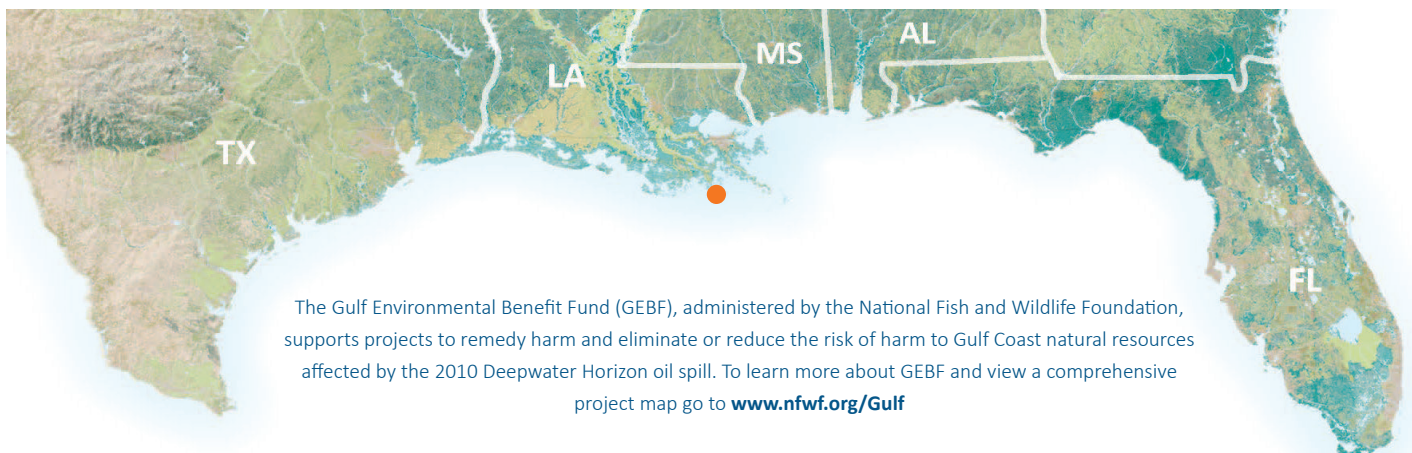 AL
MS
LA
TX
FL
The Gulf Environmental Benefit Fund (GEBF), administered by the National Fish and Wildlife Foundation,
supports projects to remedy harm and eliminate or reduce the risk of harm to Gulf Coast natural resources
affected by the 2010 Deepwater Horizon oil spill. To learn more about GEBF and view a comprehensive
project map go to www.nfwf.org/Gulf